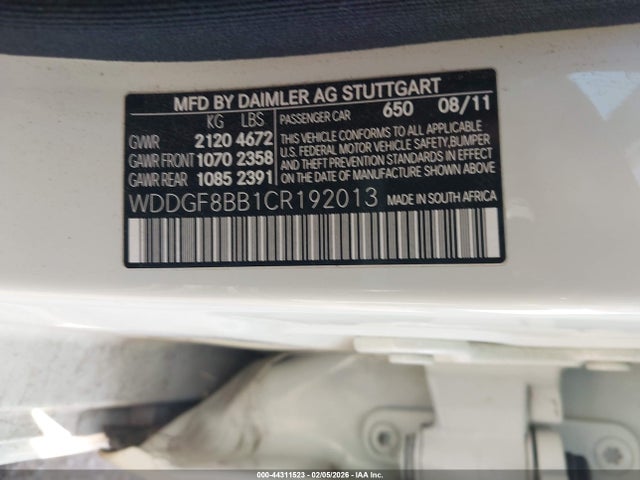 MFD BY DAIMLER AG STUTTGART
KG LBS
PASSENGER CAR 650 08/11
GVWR 2120 4672
GAWR FRONT 1070 2358
GAWR REAR 1085 2391
THIS VEHICLE CONFORMS TO ALL APPLICABLE
U.S. FEDERAL MOTOR VEHICLE SAFETY, BUMPER
AND THEFT PREVENTION STANDARDS IN EFFECT
ON THE DATE OF MANUFACTURE SHOWN ABOVE
WDDGF8BB1CR192013 MADE IN SOUTH AFRICA
000-44311523 - 02/05/2026 - IAA Inc.